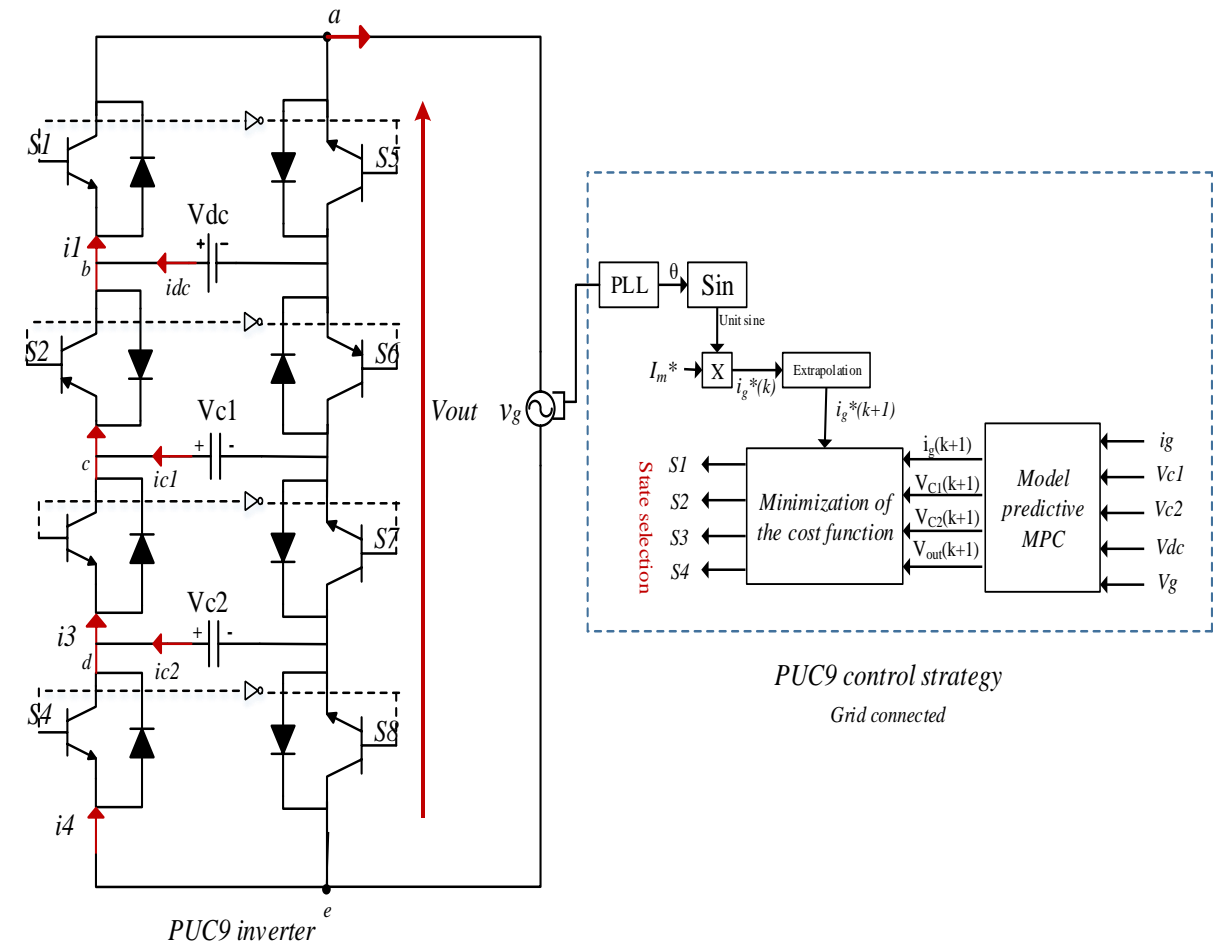 a
S1
S5
Vdc
+ -
i1
b
idc
S2
S6
Vc1
+ -
Vout
vg
c
ic1
S7
Vc2
+ -
i3
d
ic2
S4
S8
i4
e
PUC9 inverter
PLL
θ
Sin
Unit sine
Im*
X
ig*(k)
Extrapolation
ig*(k+1)
State selection
S1
S2
S3
S4
Minimization of
the cost function
ig(k+1)
VC1(k+1)
VC2(k+1)
Vout(k+1)
Model
predictive
MPC
ig
Vc1
Vc2
Vdc
Vg
PUC9 control strategy
Grid connected